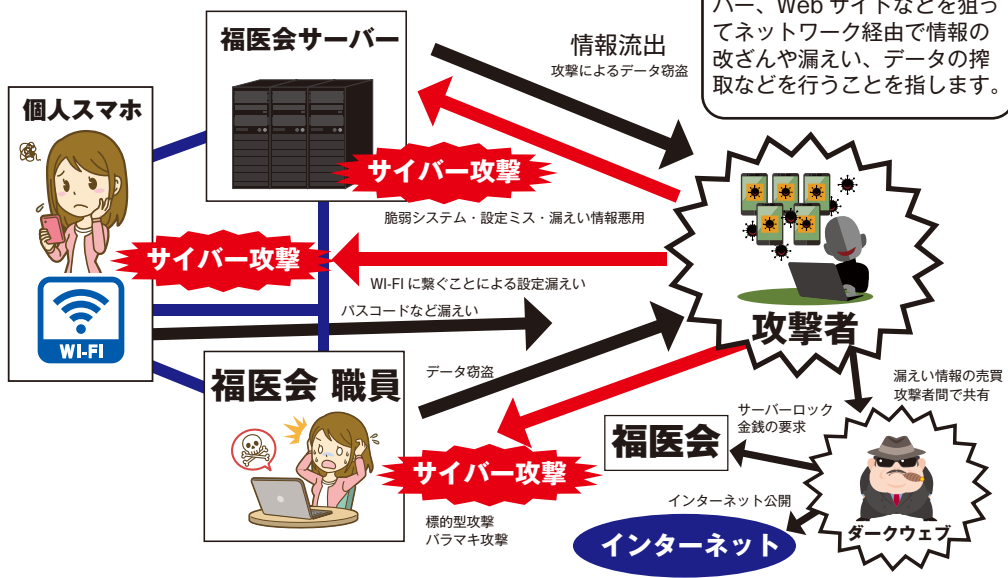 バー、Web サイトなどを狙っ
てネットワーク経由で情報の
改ざんや漏えい、データの搾
取などを行うことを指します。
福医会サーバー
情報流出
攻撃によるデータ窃盗
個人スマホ
サイバー攻撃
脆弱システム・設定ミス・漏えい情報悪用
サイバー攻撃
WI-FI に繋ぐことによる設定漏えい
パスコードなど漏えい
WI-FI
攻撃者
福医会 職員
データ窃盗
漏えい情報の売買
攻撃者間で共有
サーバーロック
金銭の要求
福医会
サイバー攻撃
標的型攻撃
バラマキ攻撃
インターネット公開
インターネット
ダークウェブ